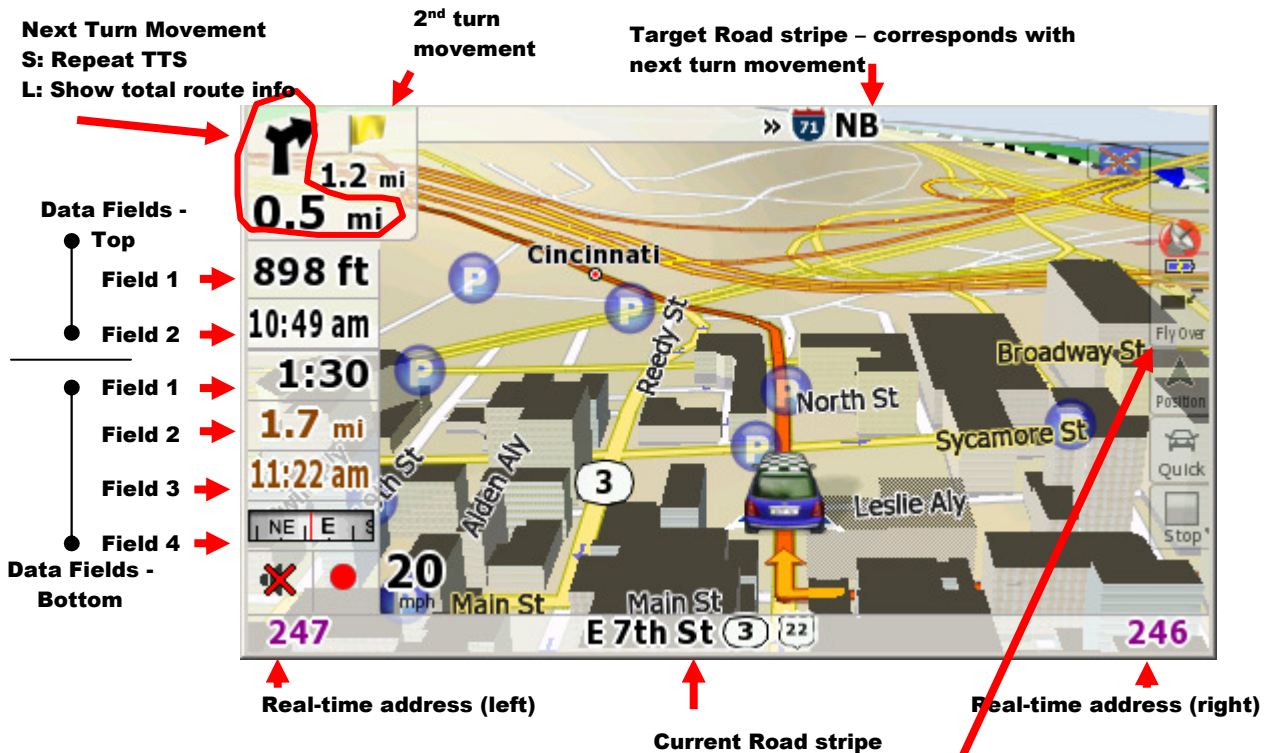 Next Turn Movement
S: Repeat TTS
L: Show total route info
2nd turn
movement
Target Road stripe – corresponds with
next turn movement
» 71 NB
1.2 mi
0.5 mi
Data Fields -
Top
Field 1
Field 2
Field 1
Field 2
Field 3
Field 4
Data Fields -
Bottom
898 ft
10:49 am
1:30
1.7 mi
11:22 am
NE E S
Cincinnati
P
P
P
P
P
P
Reedy St
Broadway St
North St
Sycamore St
Alden Aly
3
Leslie Aly
Fly Over
Position
Quick
Stop
20
mph
Main St
Main St
247
E 7th St 3 22
246
Real-time address (left)
Real-time address (right)
Current Road stripe